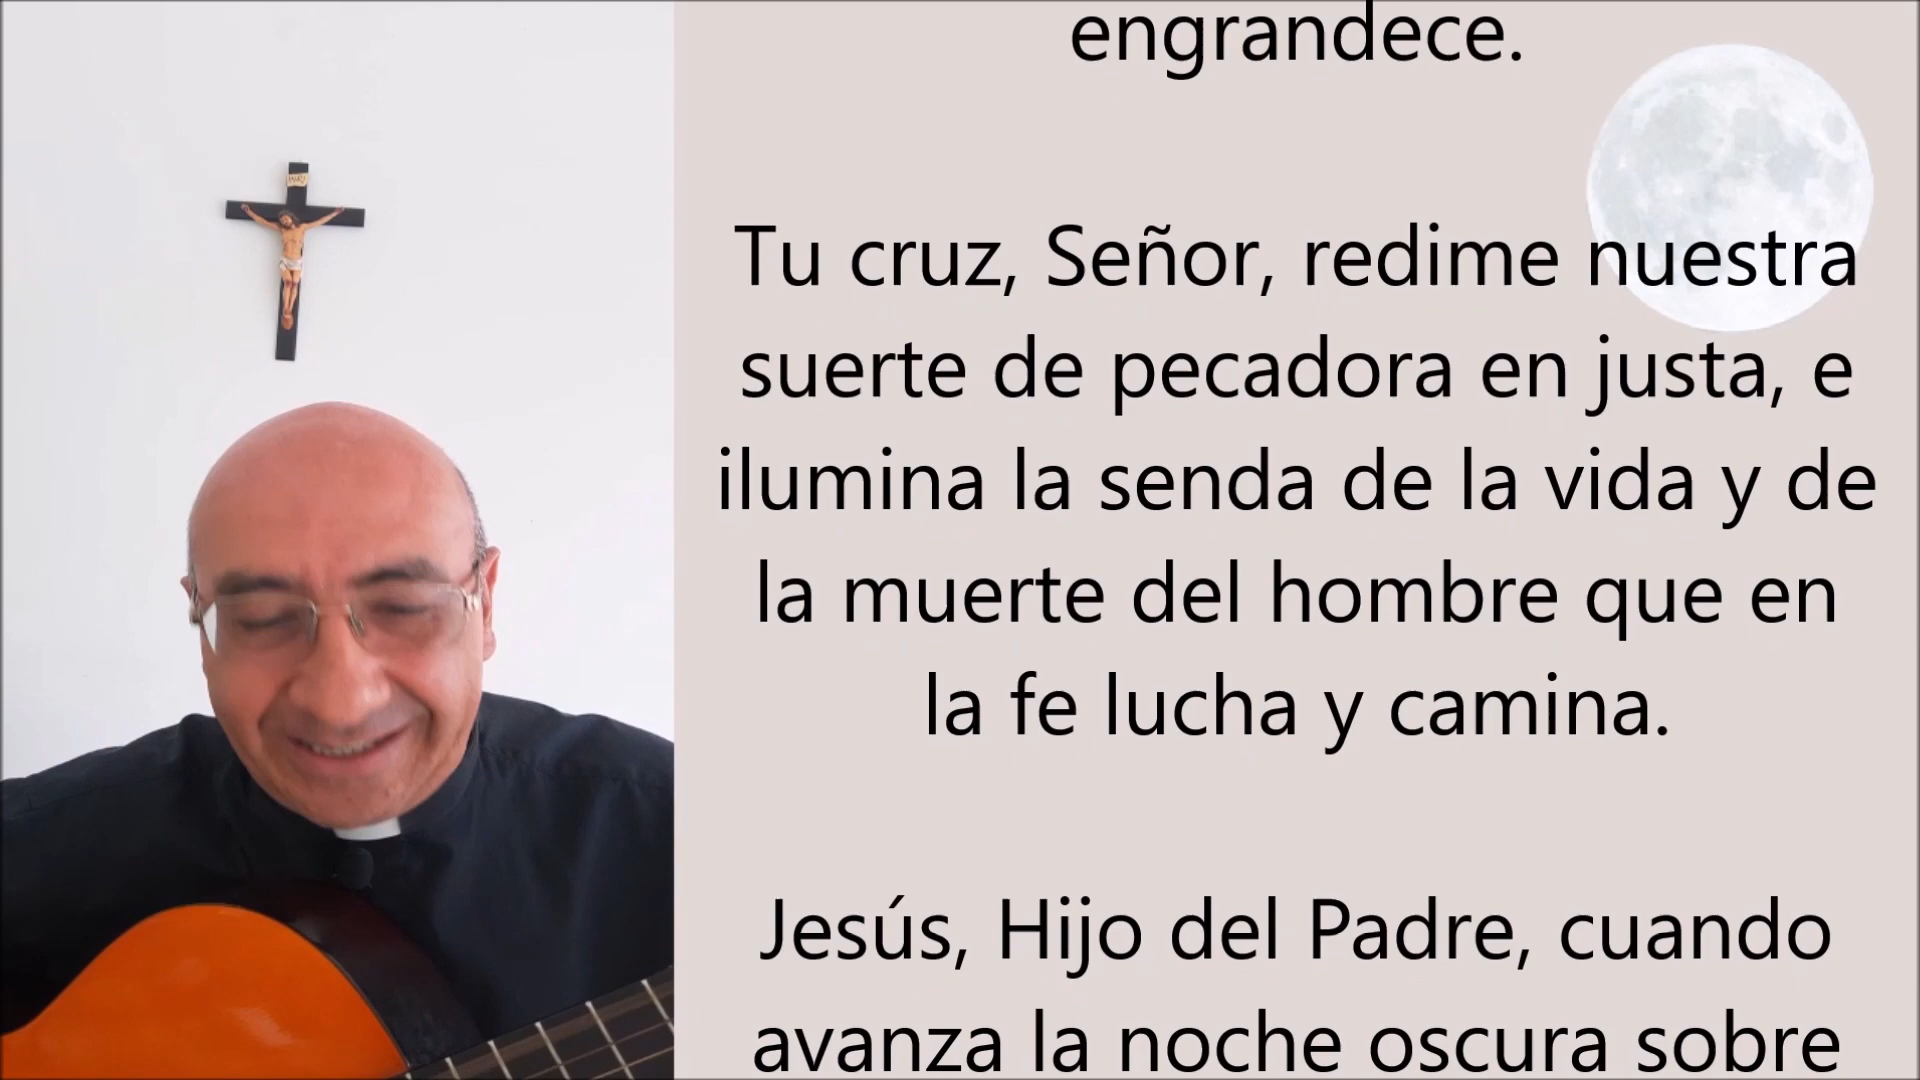 engrandece.
Tu cruz, Señor, redime nuestra
suerte de pecadora en justa, e
ilumina la senda de la vida y de
la muerte del hombre que en
la fe lucha y camina.
Jesús, Hijo del Padre, cuando
avanza la noche oscura sobre